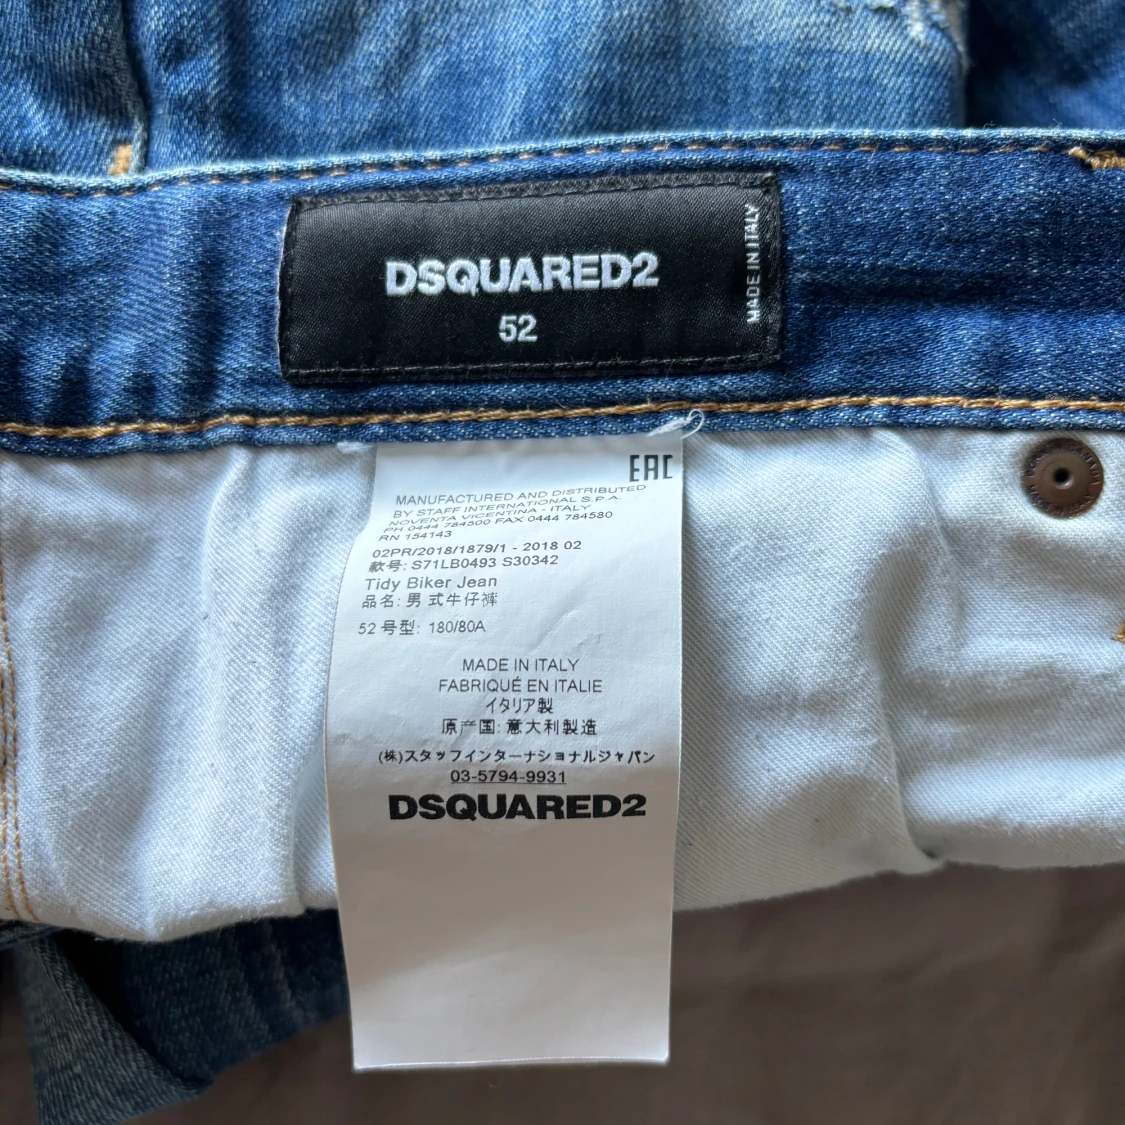 DSQUARED2
52
MADE IN ITALY
EAC
MANUFACTURED AND DISTRIBUTED
BY STAFF INTERNATIONAL S.P.A.
NOVENTA VICENTINA - ITALY
PH 0444 784500 FAX 0444 784580
RN 154143
02PR/2018/1879/1 - 2018 02
款号: S71LB0493 S30342
Tidy Biker Jean
品名: 男式牛仔裤
52 号型: 180/80A
MADE IN ITALY
FABRIQUÉ EN ITALIE
イタリア製
原产国: 意大利製造
(株)スタッフインターナショナルジャパン
03-5794-9931
DSQUARED2